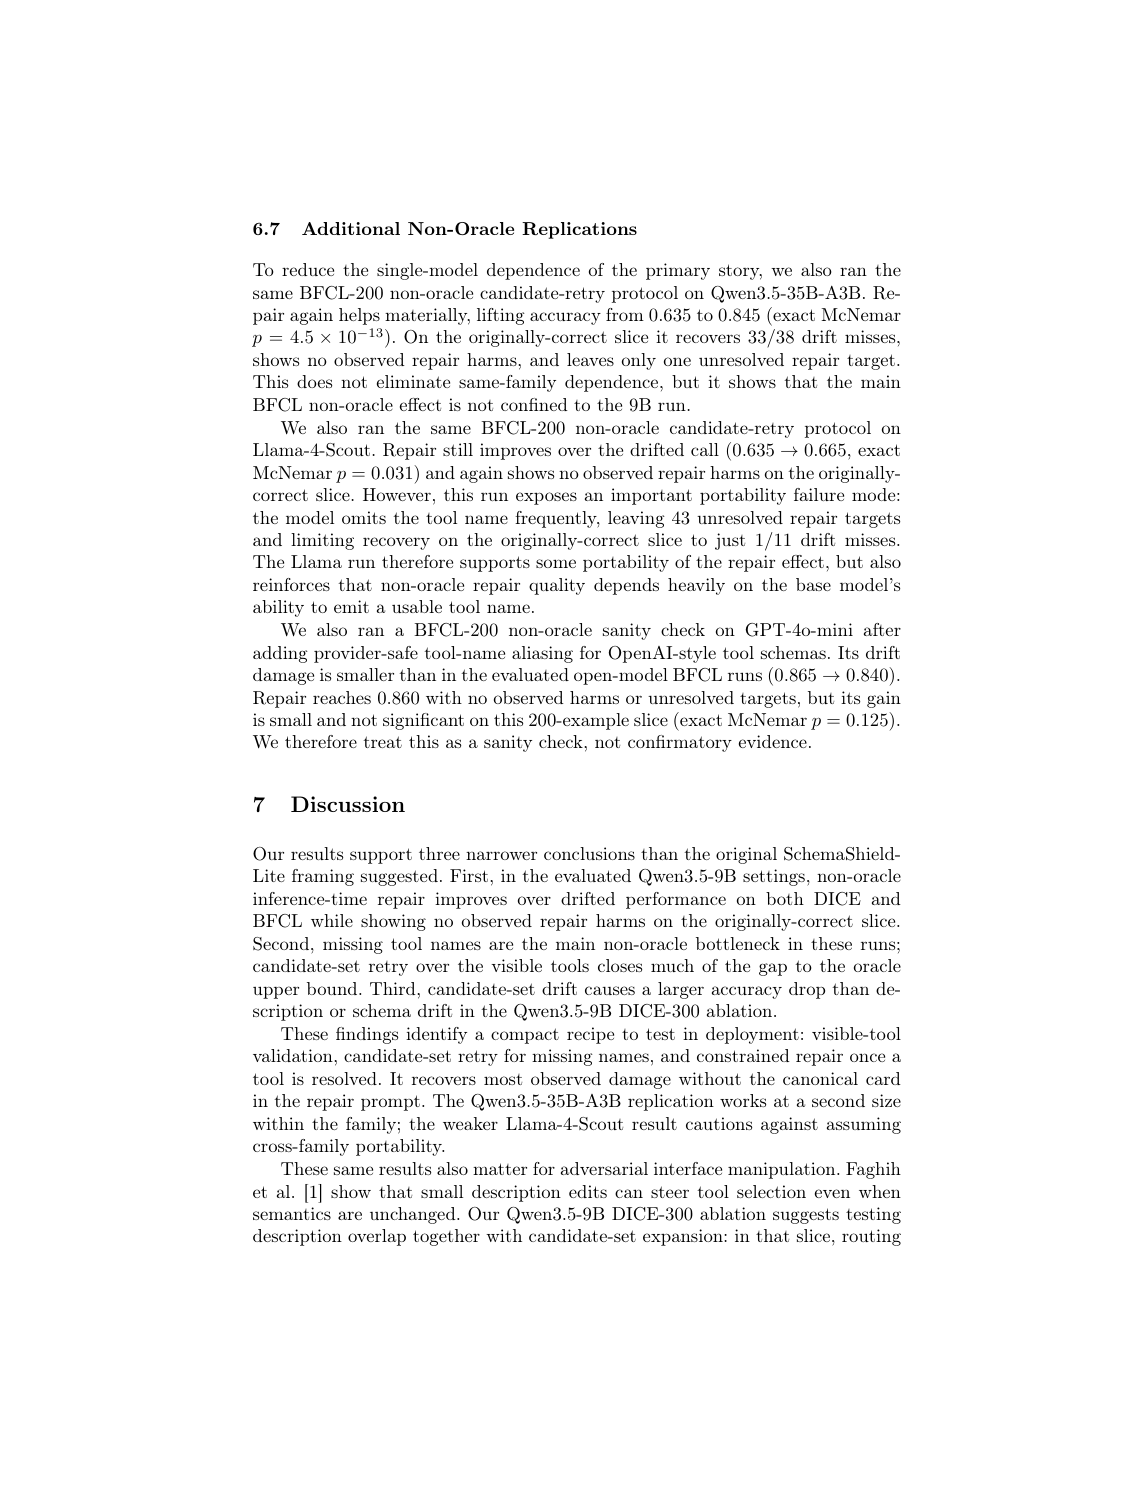 6.7 Additional Non-Oracle Replications
To reduce the single-model dependence of the primary story, we also ran the
same BFCL-200 non-oracle candidate-retry protocol on Qwen3.5-35B-A3B. Re-
pair again helps materially, lifting accuracy from 0.635 to 0.845 (exact McNemar
p = 4.5 × 10⁻¹³). On the originally-correct slice it recovers 33/38 drift misses,
shows no observed repair harms, and leaves only one unresolved repair target.
This does not eliminate same-family dependence, but it shows that the main
BFCL non-oracle effect is not confined to the 9B run.
We also ran the same BFCL-200 non-oracle candidate-retry protocol on
Llama-4-Scout. Repair still improves over the drifted call (0.635 → 0.665, exact
McNemar p = 0.031) and again shows no observed repair harms on the originally-
correct slice. However, this run exposes an important portability failure mode:
the model omits the tool name frequently, leaving 43 unresolved repair targets
and limiting recovery on the originally-correct slice to just 1/11 drift misses.
The Llama run therefore supports some portability of the repair effect, but also
reinforces that non-oracle repair quality depends heavily on the base model's
ability to emit a usable tool name.
We also ran a BFCL-200 non-oracle sanity check on GPT-4o-mini after
adding provider-safe tool-name aliasing for OpenAI-style tool schemas. Its drift
damage is smaller than in the evaluated open-model BFCL runs (0.865 → 0.840).
Repair reaches 0.860 with no observed harms or unresolved targets, but its gain
is small and not significant on this 200-example slice (exact McNemar p = 0.125).
We therefore treat this as a sanity check, not confirmatory evidence.
7 Discussion
Our results support three narrower conclusions than the original SchemaShield-
Lite framing suggested. First, in the evaluated Qwen3.5-9B settings, non-oracle
inference-time repair improves over drifted performance on both DICE and
BFCL while showing no observed repair harms on the originally-correct slice.
Second, missing tool names are the main non-oracle bottleneck in these runs;
candidate-set retry over the visible tools closes much of the gap to the oracle
upper bound. Third, candidate-set drift causes a larger accuracy drop than de-
scription or schema drift in the Qwen3.5-9B DICE-300 ablation.
These findings identify a compact recipe to test in deployment: visible-tool
validation, candidate-set retry for missing names, and constrained repair once a
tool is resolved. It recovers most observed damage without the canonical card
in the repair prompt. The Qwen3.5-35B-A3B replication works at a second size
within the family; the weaker Llama-4-Scout result cautions against assuming
cross-family portability.
These same results also matter for adversarial interface manipulation. Faghih
et al. [1] show that small description edits can steer tool selection even when
semantics are unchanged. Our Qwen3.5-9B DICE-300 ablation suggests testing
description overlap together with candidate-set expansion: in that slice, routing